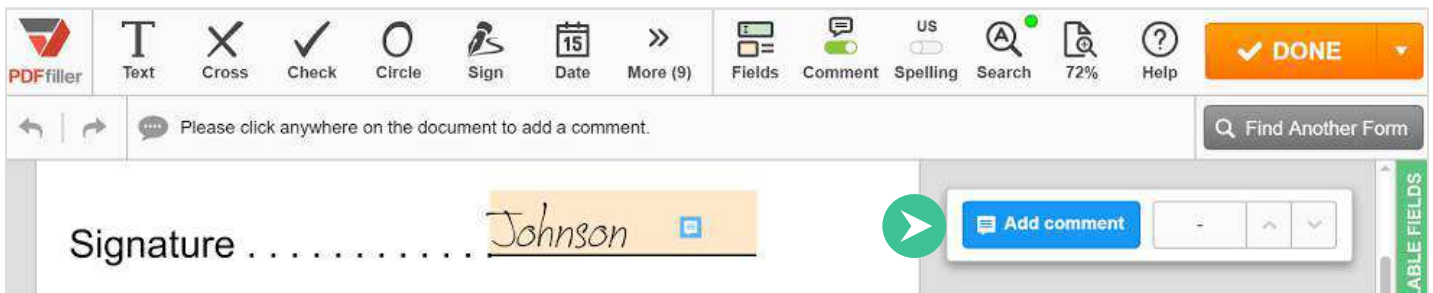 PDFfiller
Text Cross Check Circle Sign 15 Date More (9) Fields Comment US Spelling Search 72% Help DONE
Please click anywhere on the document to add a comment.
Find Another Form
Signature . . . . . . . . . . . . Johnson
Add comment -
ABLE FIELDS